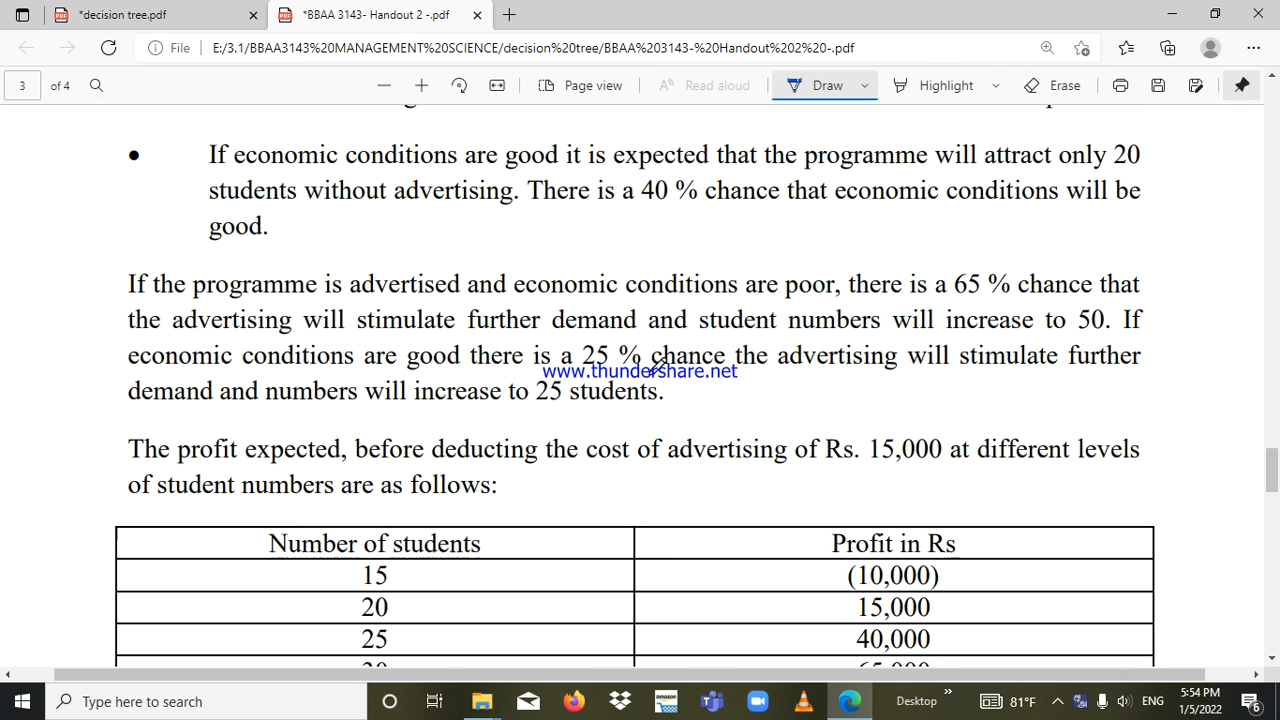 *decision tree.pdf
*BBAA 3143- Handout 2 -.pdf
File E:/3.1/BBAA3143%20MANAGEMENT%20SCIENCE/decision%20tree/BBAA%203143-%20Handout%202%20-.pdf
3 of 4 Page view Read aloud Draw Highlight Erase
• If economic conditions are good it is expected that the programme will attract only 20
students without advertising. There is a 40 % chance that economic conditions will be
good.
If the programme is advertised and economic conditions are poor, there is a 65 % chance that
the advertising will stimulate further demand and student numbers will increase to 50. If
economic conditions are good there is a 25 % chance the advertising will stimulate further
www.thundershare.net
demand and numbers will increase to 25 students.
The profit expected, before deducting the cost of advertising of Rs. 15,000 at different levels
of student numbers are as follows:
Number of students Profit in Rs
15 (10,000)
20 15,000
25 40,000
Type here to search
Desktop
81°F
ENG
5:54 PM
1/5/2022
6